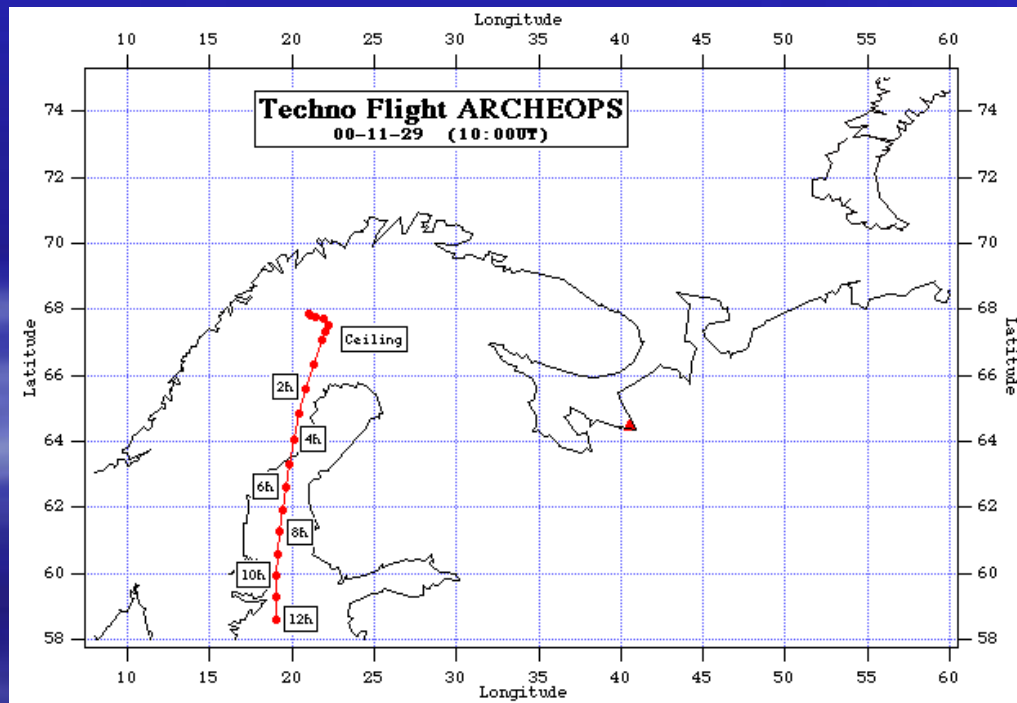 Longitude
10 15 20 25 30 35 40 45 50 55 60
Techno Flight ARCHEOPS
00-11-29 (10:00UT)
74 74
72 72
70 70
68 68
Ceiling
Latitude Latitude
66 66
2h
64 64
4h
6h
62 62
8h
60 60
10h
12h
58 58
10 15 20 25 30 35 40 45 50 55 60
Longitude